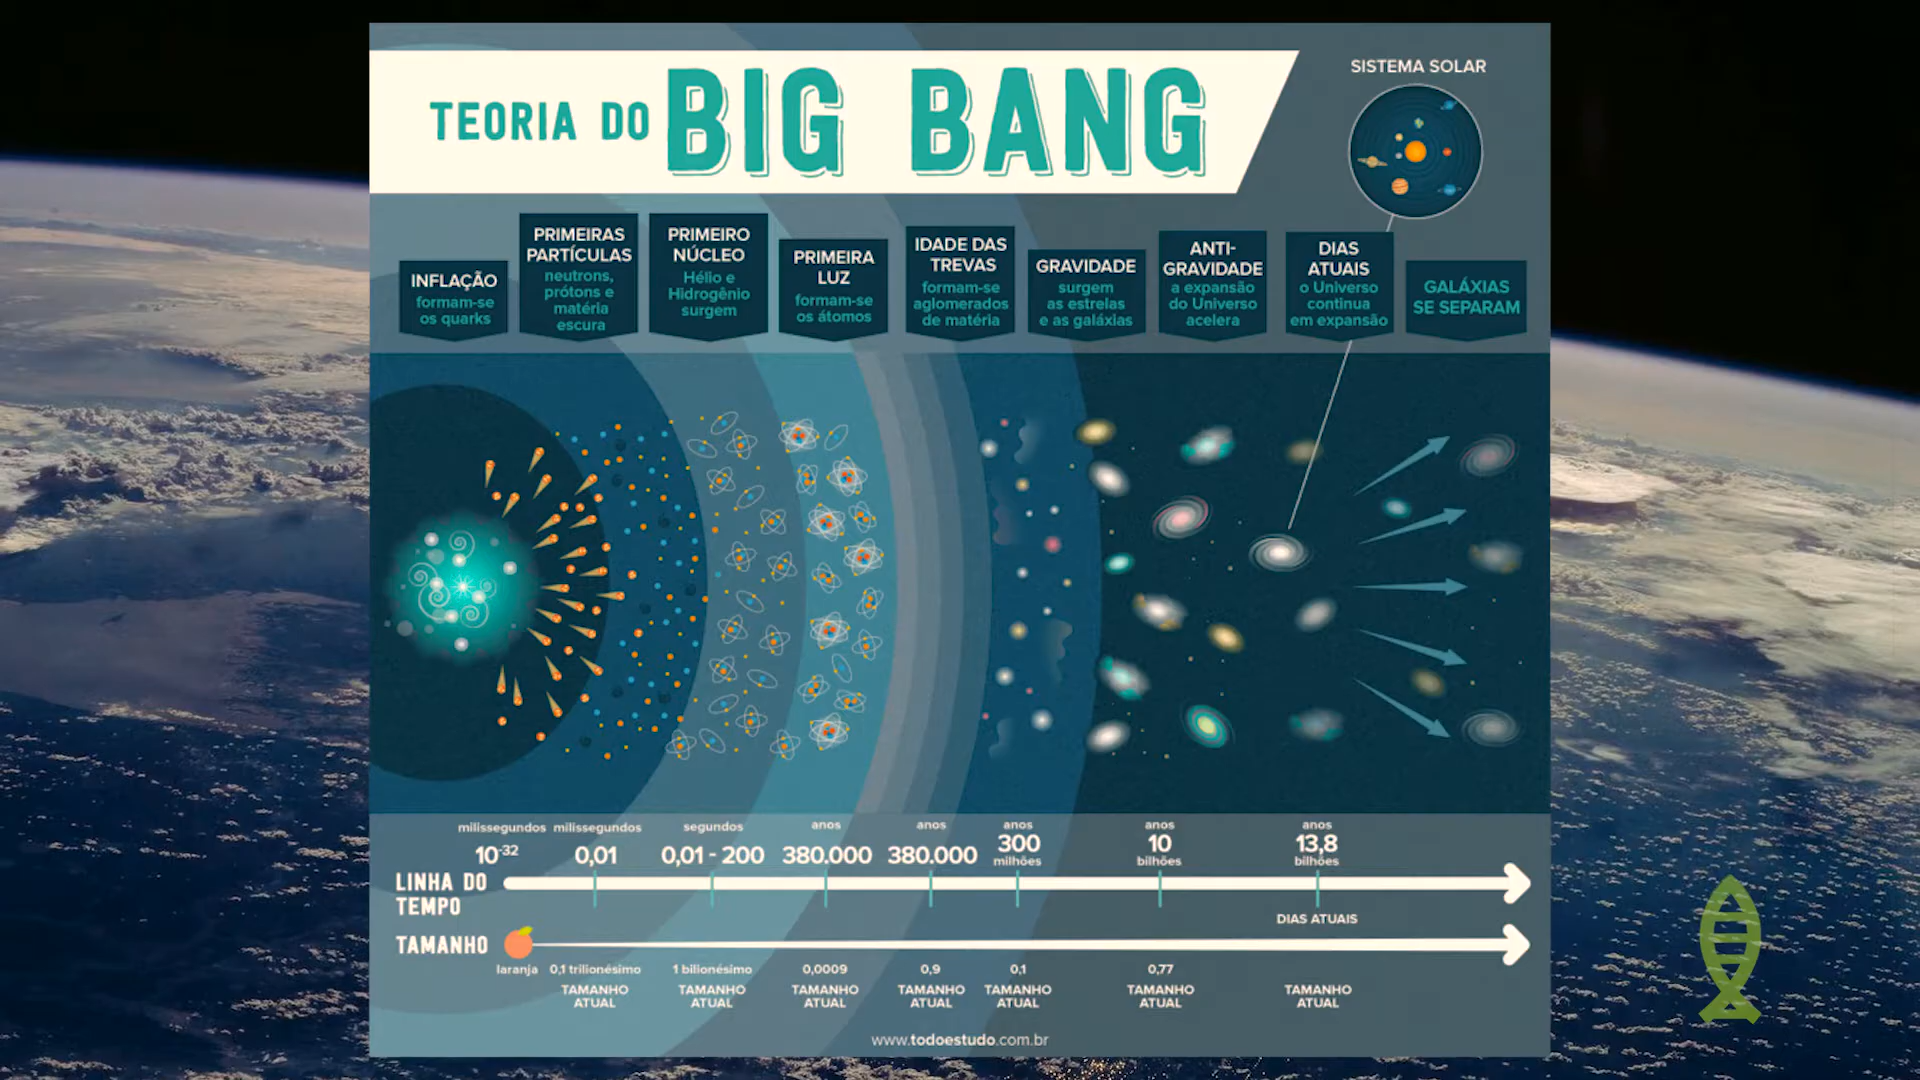 TEORIA DO BIG BANG
SISTEMA SOLAR
INFLAÇÃO
formam-se
os quarks
PRIMEIRAS
PARTÍCULAS
neutrons,
prótons e
matéria
escura
PRIMEIRO
NÚCLEO
Hélio e
Hidrogênio
surgem
PRIMEIRA
LUZ
formam-se
os átomos
IDADE DAS
TREVAS
formam-se
aglomerados
de matéria
GRAVIDADE
surgem
as estrelas
e as galáxias
ANTI-
GRAVIDADE
a expansão
do Universo
acelera
DIAS
ATUAIS
o Universo
continua
em expansão
GALÁXIAS
SE SEPARAM
milissegundos
10-32
milissegundos
0,01
segundos
0,01 - 200
anos
380.000
anos
380.000
anos
300
milhões
anos
10
bilhões
anos
13,8
bilhões
LINHA DO
TEMPO
DIAS ATUAIS
TAMANHO
laranja
0,1 trilionésimo
TAMANHO
ATUAL
1 bilionésimo
TAMANHO
ATUAL
0,0009
TAMANHO
ATUAL
0,9
TAMANHO
ATUAL
0,1
TAMANHO
ATUAL
0,77
TAMANHO
ATUAL
TAMANHO
ATUAL
www.todoestudo.com.br